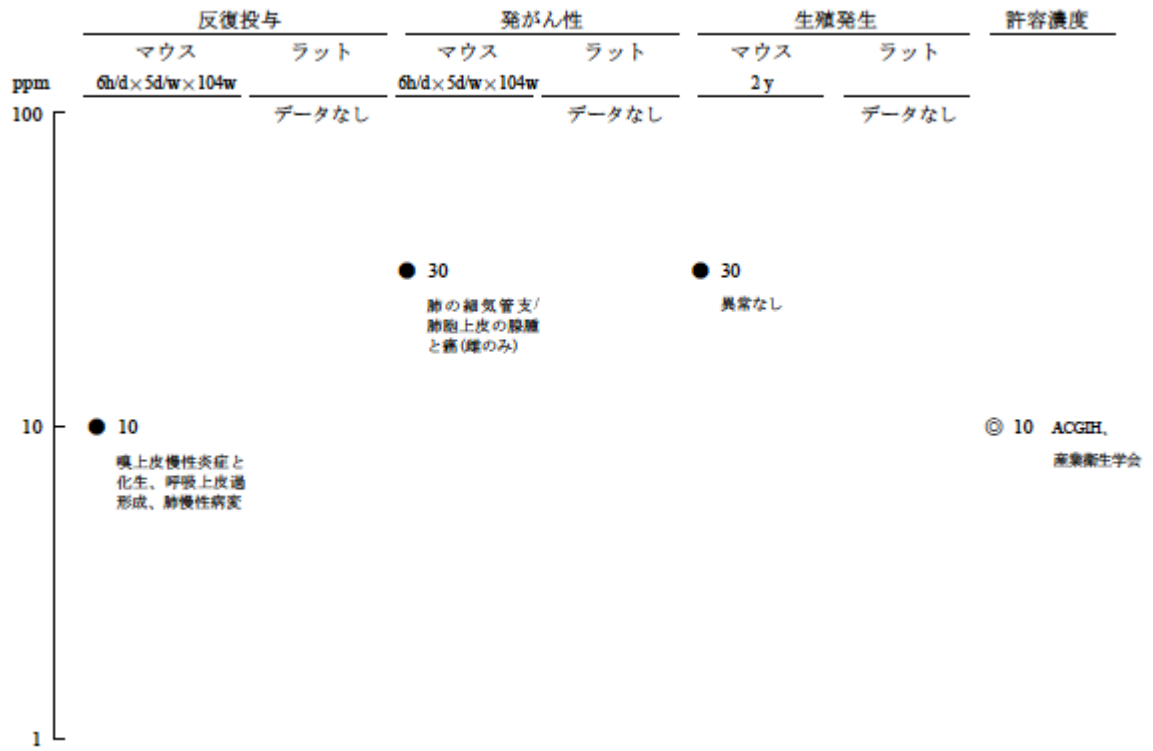 反復投与 発がん性 生殖発生 許容濃度
マウス ラット マウス ラット マウス ラット
ppm 6h/d×5d/w×104w 6h/d×5d/w×104w 2 y
100 データなし データなし データなし
● 30 ● 30
肺の細気管支/ 異常なし
肺胞上皮の腺腫
と癌(雌のみ)
10 ● 10 ◎ 10 ACGIH、
産業衛生学会
嗅上皮慢性炎症と
化生、呼吸上皮過
形成、肺慢性病変
1